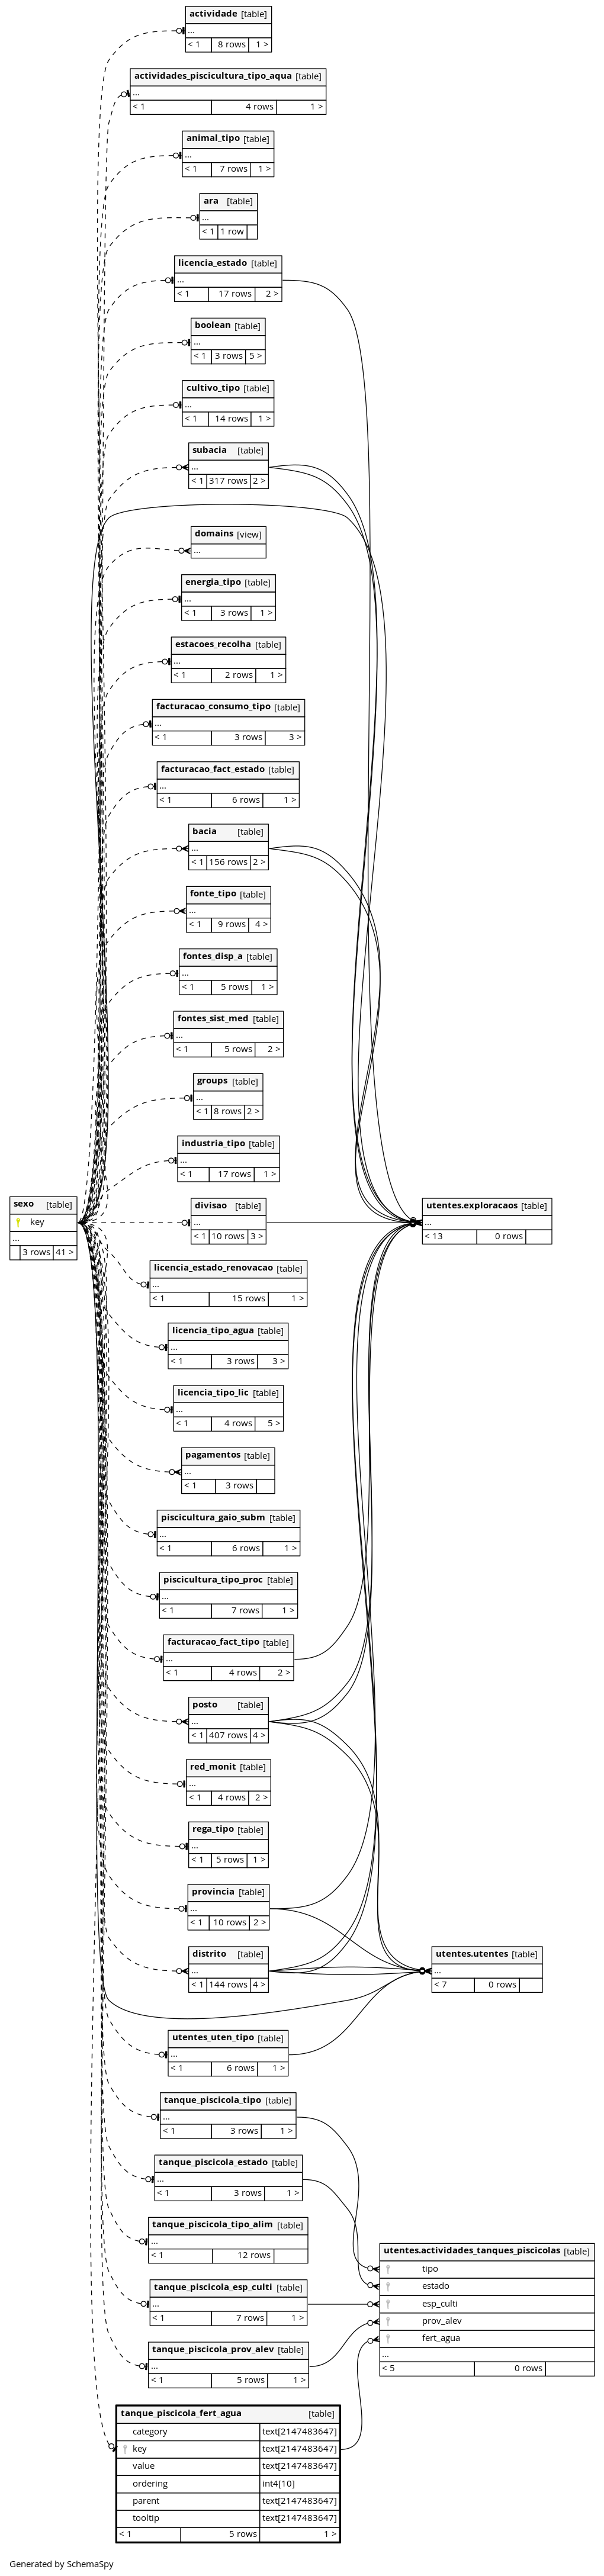 actividade [table]
...
< 1 8 rows 1 >
actividades_piscicultura_tipo_aqua [table]
...
< 1 4 rows 1 >
animal_tipo [table]
...
< 1 7 rows 1 >
ara [table]
...
< 1 1 row
licencia_estado [table]
...
< 1 17 rows 2 >
boolean [table]
...
< 1 3 rows 5 >
cultivo_tipo [table]
...
< 1 14 rows 1 >
subacia [table]
...
< 1 317 rows 2 >
domains [view]
...
energia_tipo [table]
...
< 1 3 rows 1 >
estacoes_recolha [table]
...
< 1 2 rows 1 >
facturacao_consumo_tipo [table]
...
< 1 3 rows 3 >
facturacao_fact_estado [table]
...
< 1 6 rows 1 >
bacia [table]
...
< 1 156 rows 2 >
fonte_tipo [table]
...
< 1 9 rows 4 >
fontes_disp_a [table]
...
< 1 5 rows 1 >
fontes_sist_med [table]
...
< 1 5 rows 2 >
groups [table]
...
< 1 8 rows 2 >
industria_tipo [table]
...
< 1 17 rows 1 >
sexo [table]
key
...
3 rows 41 >
divisao [table]
...
< 1 10 rows 3 >
utentes.exploracaos [table]
...
< 13 0 rows
licencia_estado_renovacao [table]
...
< 1 15 rows 1 >
licencia_tipo_agua [table]
...
< 1 3 rows 3 >
licencia_tipo_lic [table]
...
< 1 4 rows 5 >
pagamentos [table]
...
< 1 3 rows
piscicultura_gaio_subm [table]
...
< 1 6 rows 1 >
piscicultura_tipo_proc [table]
...
< 1 7 rows 1 >
facturacao_fact_tipo [table]
...
< 1 4 rows 2 >
posto [table]
...
< 1 407 rows 4 >
red_monit [table]
...
< 1 4 rows 2 >
rega_tipo [table]
...
< 1 5 rows 1 >
provincia [table]
...
< 1 10 rows 2 >
distrito [table]
...
< 1 144 rows 4 >
utentes.utentes [table]
...
< 7 0 rows
utentes_uten_tipo [table]
...
< 1 6 rows 1 >
tanque_piscicola_tipo [table]
...
< 1 3 rows 1 >
tanque_piscicola_estado [table]
...
< 1 3 rows 1 >
tanque_piscicola_tipo_alim [table]
...
< 1 12 rows
utentes.actividades_tanques_piscicolas [table]
tipo
estado
esp_culti
prov_alev
fert_agua
...
< 5 0 rows
tanque_piscicola_esp_culti [table]
...
< 1 7 rows 1 >
tanque_piscicola_prov_alev [table]
...
< 1 5 rows 1 >
tanque_piscicola_fert_agua [table]
category text[2147483647]
key text[2147483647]
value text[2147483647]
ordering int4[10]
parent text[2147483647]
tooltip text[2147483647]
< 1 5 rows 1 >
Generated by SchemaSpy